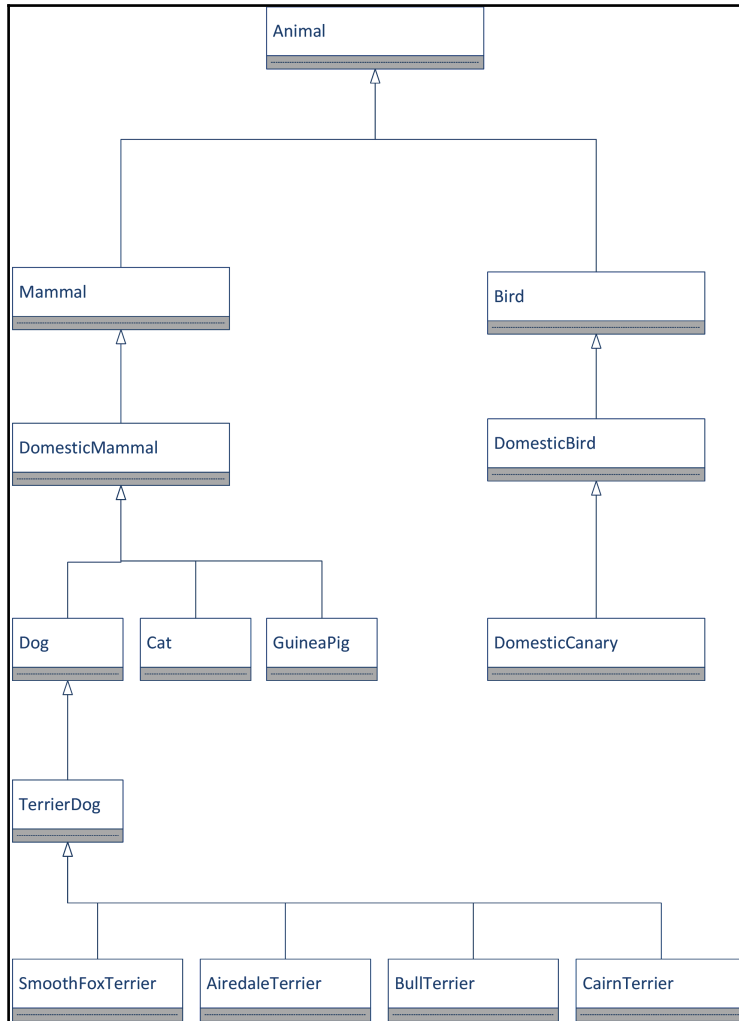 Animal
Mammal
Bird
DomesticMammal
DomesticBird
Dog
Cat
GuineaPig
DomesticCanary
TerrierDog
SmoothFoxTerrier
AiredaleTerrier
BullTerrier
CairnTerrier